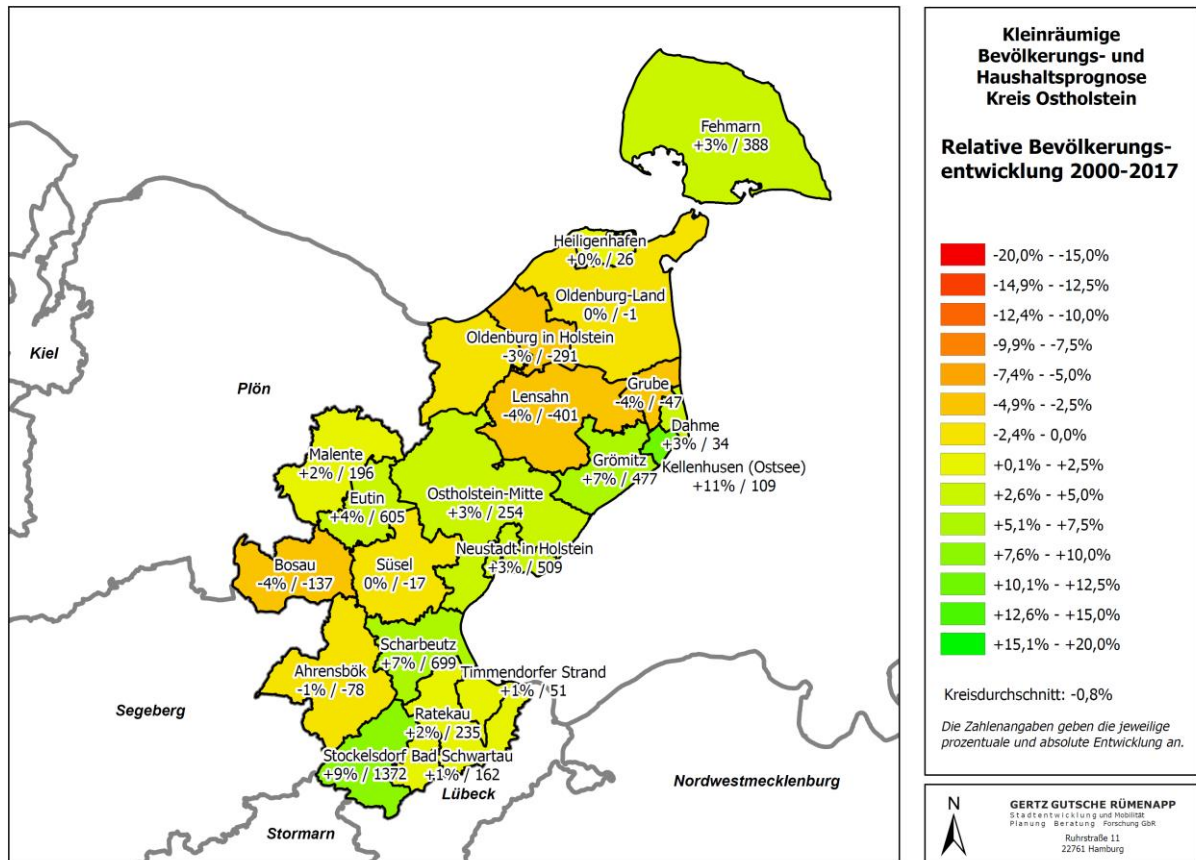 Fehmarn
+3% / 388
Heiligenhafen
+0% / 26
Oldenburg-Land
0% / -1
Oldenburg in Holstein
-3% / -291
Kiel
Plön
Lensahn
-4% / -401
Grube
-4% / -47
Dahme
+3% / 34
Malente
+2% / 196
Grömitz
+7% / 477
Kellenhusen (Ostsee)
+11% / 109
Eutin
+4% / 605
Ostholstein-Mitte
+3% / 254
Neustadt in Holstein
+3% / 509
Bosau
-4% / -137
Süsel
0% / -17
Scharbeutz
+7% / 699
Ahrensbök
-1% / -78
Timmendorfer Strand
+1% / 51
Segeberg
Ratekau
+2% / 235
Stockelsdorf
+9% / 1372
Bad Schwartau
+1% / 162
Lübeck
Nordwestmecklenburg
Stormarn
Kleinräumige
Bevölkerungs- und
Haushaltsprognose
Kreis Ostholstein
Relative Bevölkerungs-
entwicklung 2000-2017
-20,0% - -15,0%
-14,9% - -12,5%
-12,4% - -10,0%
-9,9% - -7,5%
-7,4% - -5,0%
-4,9% - -2,5%
-2,4% - 0,0%
+0,1% - +2,5%
+2,6% - +5,0%
+5,1% - +7,5%
+7,6% - +10,0%
+10,1% - +12,5%
+12,6% - +15,0%
+15,1% - +20,0%
Kreisdurchschnitt: -0,8%
Die Zahlenangaben geben die jeweilige
prozentuale und absolute Entwicklung an.
N
GERTZ GUTSCHE RÜMENAPP
Stadtentwicklung und Mobilität
Planung Beratung Forschung GbR
Ruhrstraße 11
22761 Hamburg